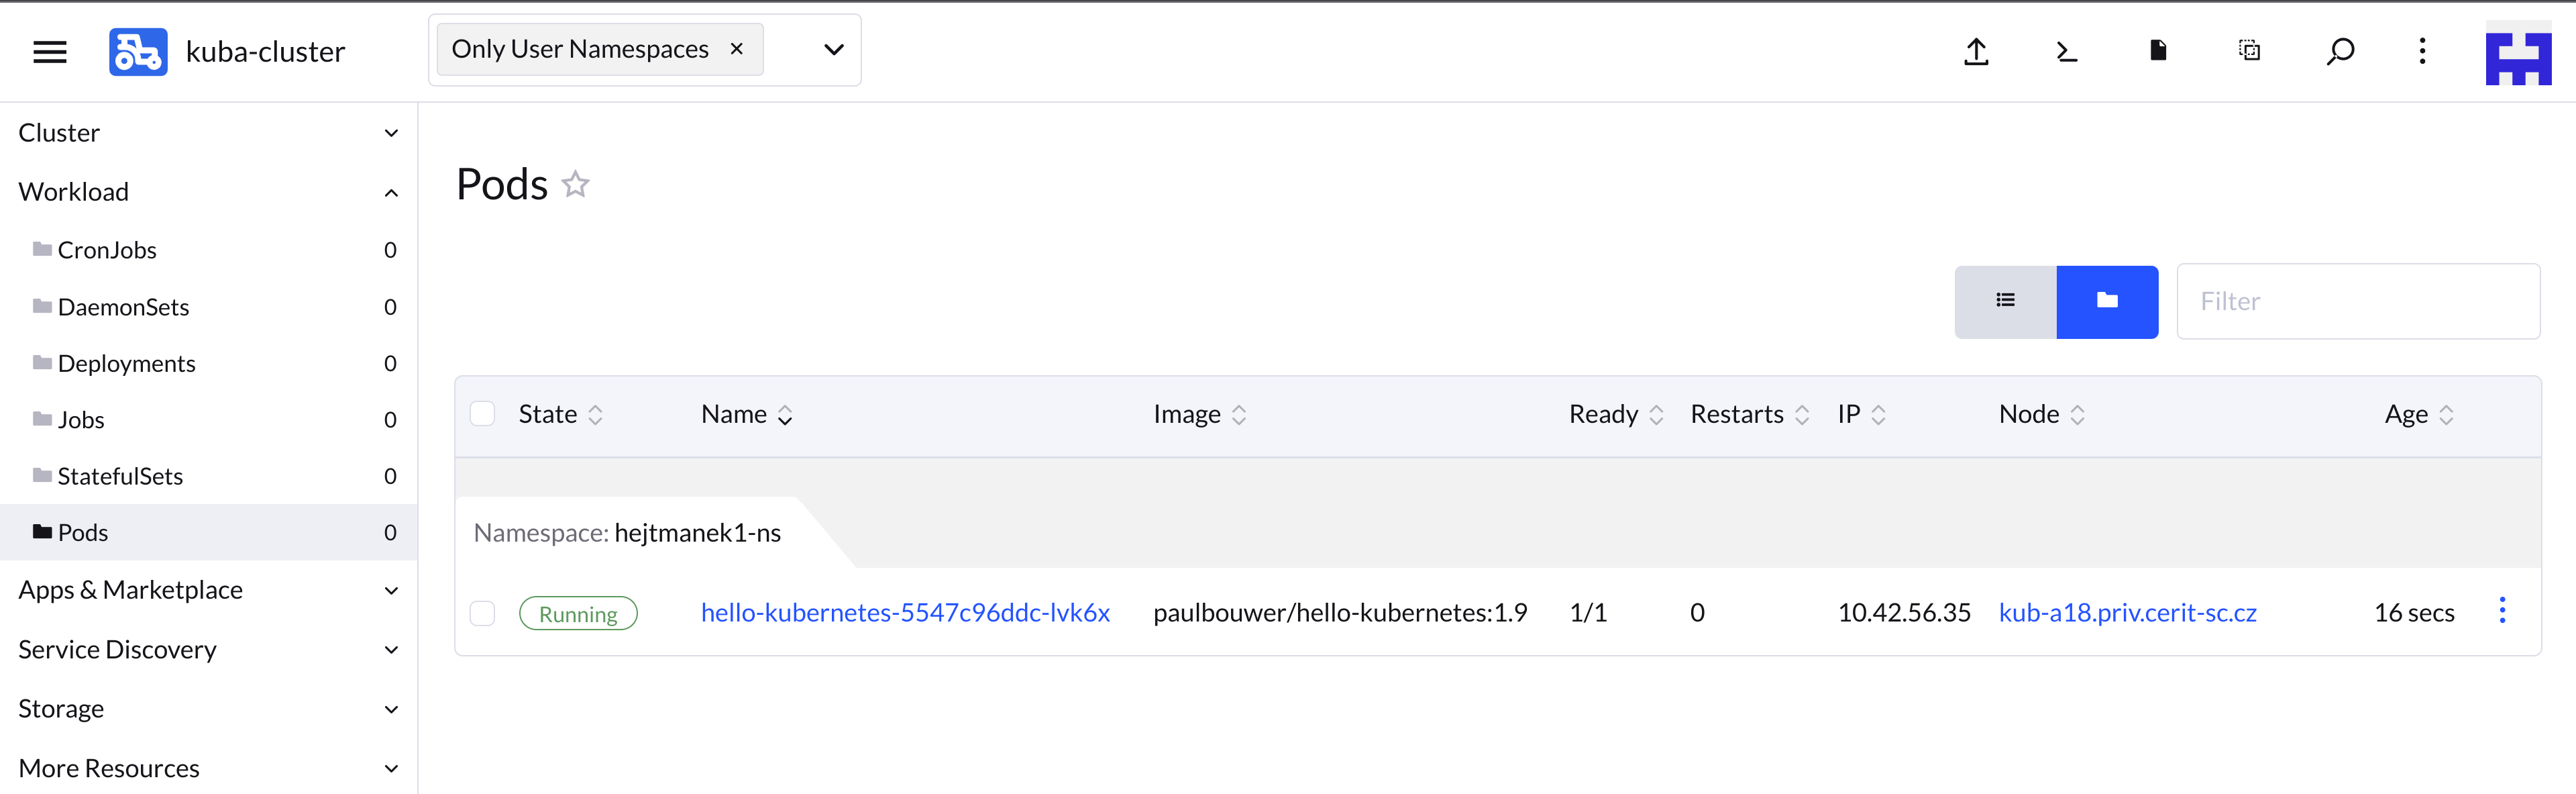 kuba-cluster
Only User Namespaces ×
Cluster
Workload
CronJobs 0
DaemonSets 0
Deployments 0
Jobs 0
StatefulSets 0
Pods 0
Apps & Marketplace
Service Discovery
Storage
More Resources
Pods
Filter
State Name Image Ready Restarts IP Node Age
Namespace: hejtmanek1-ns
Running hello-kubernetes-5547c96ddc-lvk6x paulbouwer/hello-kubernetes:1.9 1/1 0 10.42.56.35 kub-a18.priv.cerit-sc.cz 16 secs